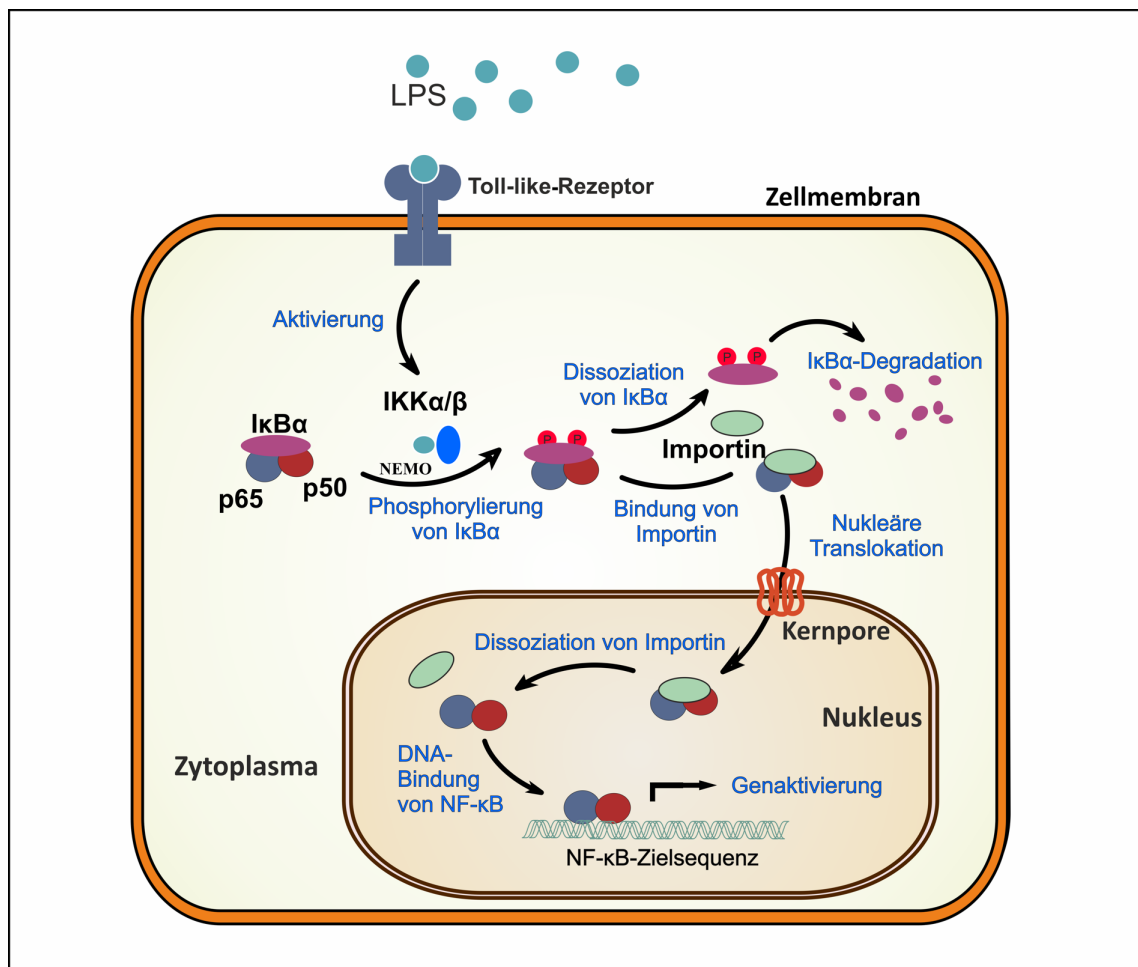 LPS
Toll-like-Rezeptor
Zellmembran
Aktivierung
IKKα/β
Dissoziation
von IκBα
P P
IκBα-Degradation
IκBα
p65
p50
NEMO
Phosphorylierung
von IκBα
P P
Importin
Bindung von
Importin
Nukleäre
Translokation
Kernpore
Dissoziation von Importin
Nukleus
Zytoplasma
DNA-
Bindung
von NF-κB
Genaktivierung
NF-κB-Zielsequenz